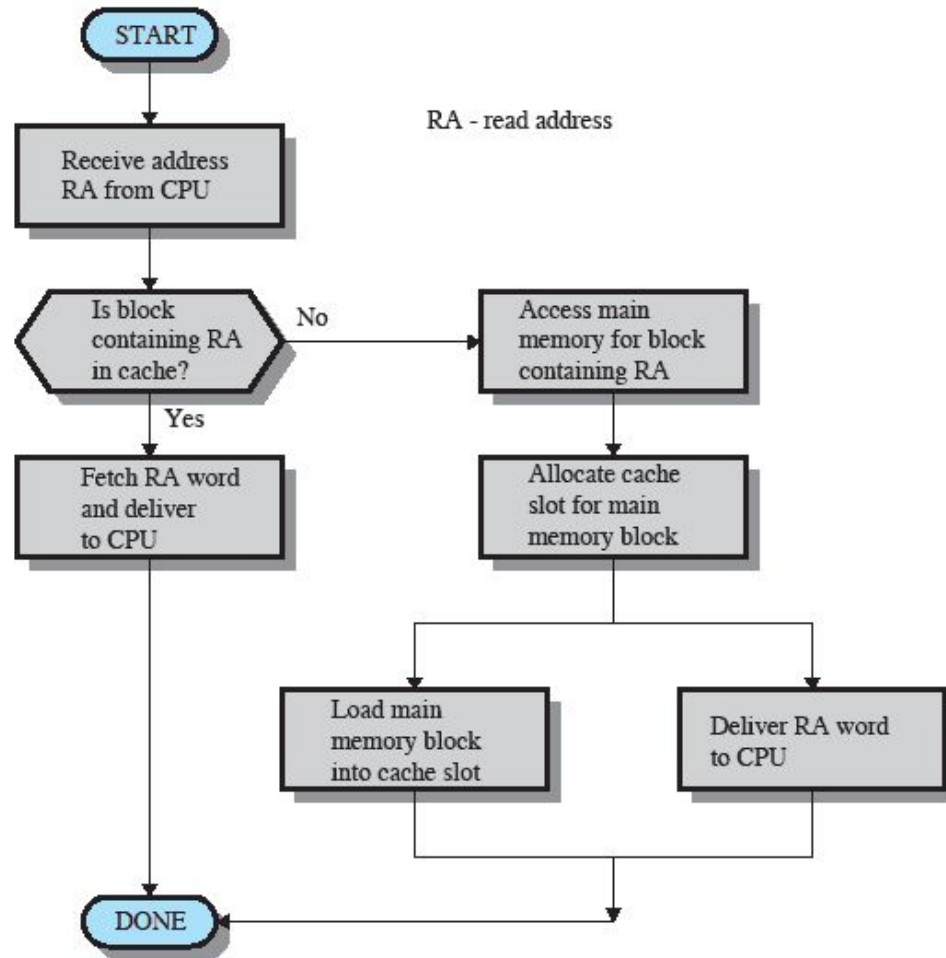 START
RA - read address
Receive address
RA from CPU
Is block
containing RA
in cache?
No
Access main
memory for block
containing RA
Yes
Fetch RA word
and deliver
to CPU
Allocate cache
slot for main
memory block
Load main
memory block
into cache slot
Deliver RA word
to CPU
DONE